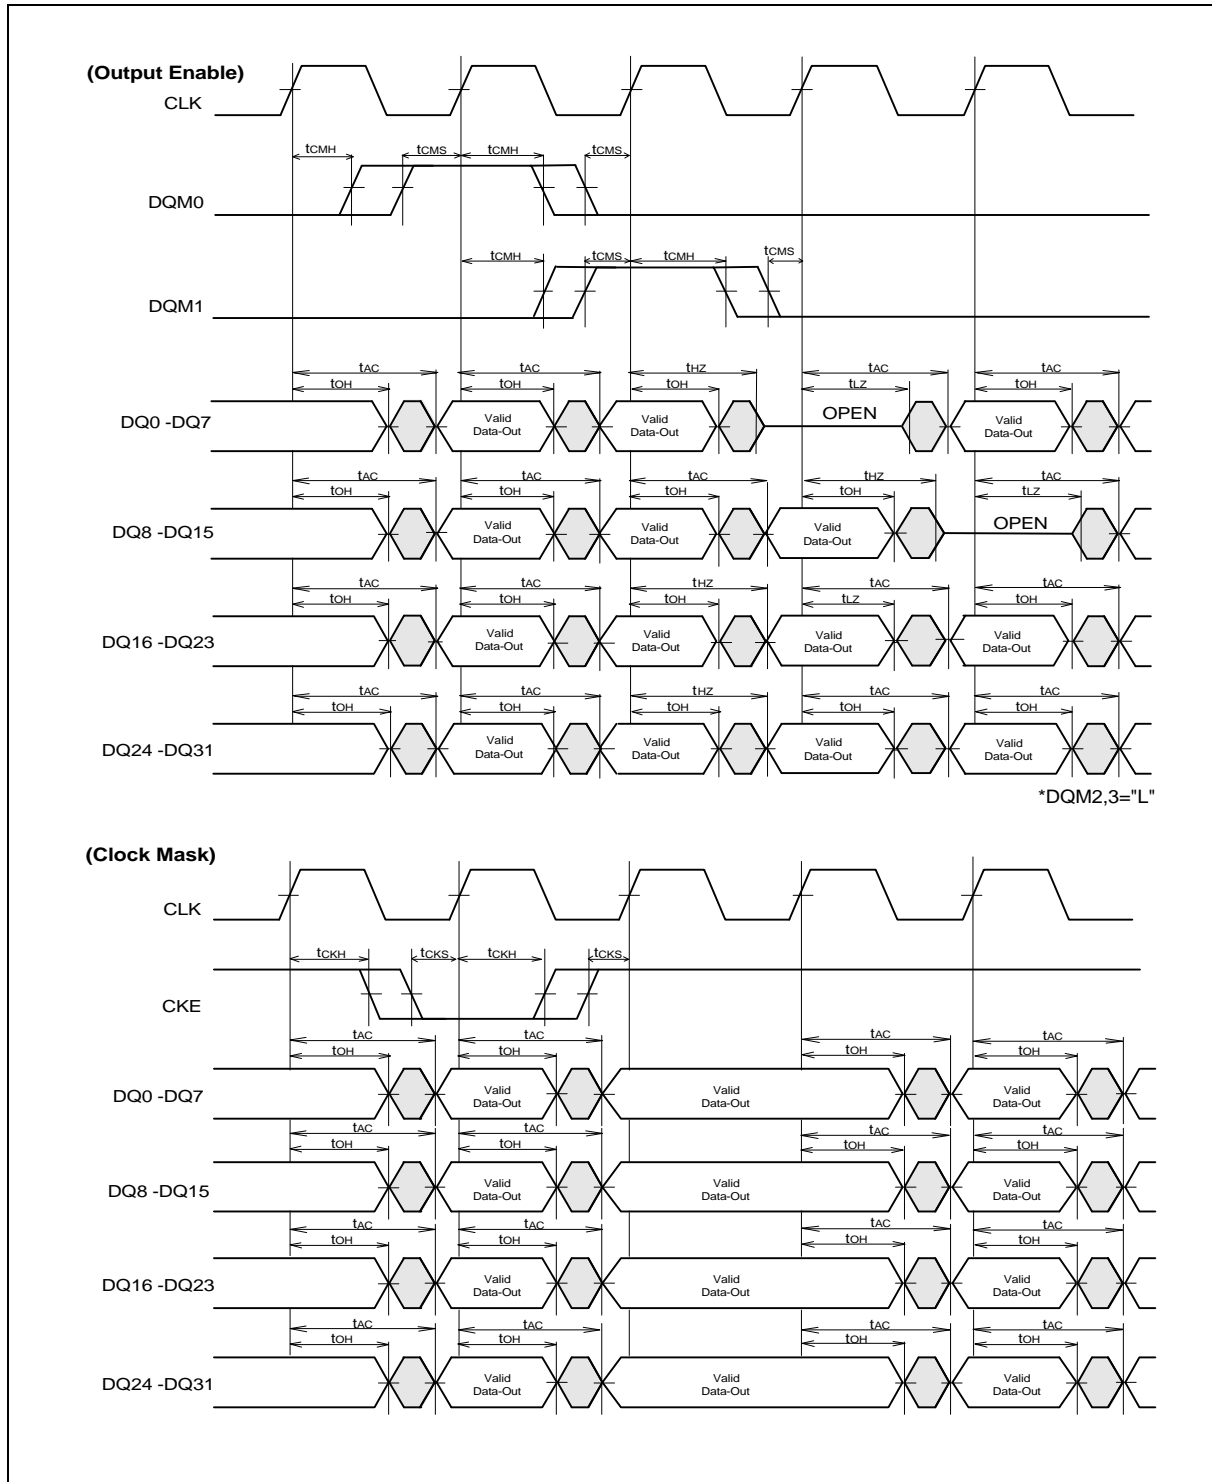 (Output Enable)
CLK
tCMH tCMS tCMH tCMS
DQM0
tCMH tCMS tCMH tCMS
DQM1
tAC tAC tHZ tAC tAC
tOH tOH tOH tLZ tOH
DQ0 -DQ7 Valid Data-Out Valid Data-Out OPEN Valid Data-Out
tAC tAC tAC tHZ tAC
tOH tOH tOH tOH tLZ
DQ8 -DQ15 Valid Data-Out Valid Data-Out Valid Data-Out OPEN
tAC tAC tHZ tAC tAC
tOH tOH tOH tLZ tOH
DQ16 -DQ23 Valid Data-Out Valid Data-Out Valid Data-Out Valid Data-Out
tAC tAC tHZ tAC tAC
tOH tOH tOH tOH tOH
DQ24 -DQ31 Valid Data-Out Valid Data-Out Valid Data-Out Valid Data-Out
*DQM2,3="L"
(Clock Mask)
CLK
tCKH tCKS tCKH tCKS
CKE
tAC tAC tAC tAC
tOH tOH tOH tOH
DQ0 -DQ7 Valid Data-Out Valid Data-Out Valid Data-Out
tAC tAC tAC tAC
tOH tOH tOH tOH
DQ8 -DQ15 Valid Data-Out Valid Data-Out Valid Data-Out
tAC tAC tAC tAC
tOH tOH tOH tOH
DQ16 -DQ23 Valid Data-Out Valid Data-Out Valid Data-Out
tAC tAC tAC tAC
tOH tOH tOH tOH
DQ24 -DQ31 Valid Data-Out Valid Data-Out Valid Data-Out